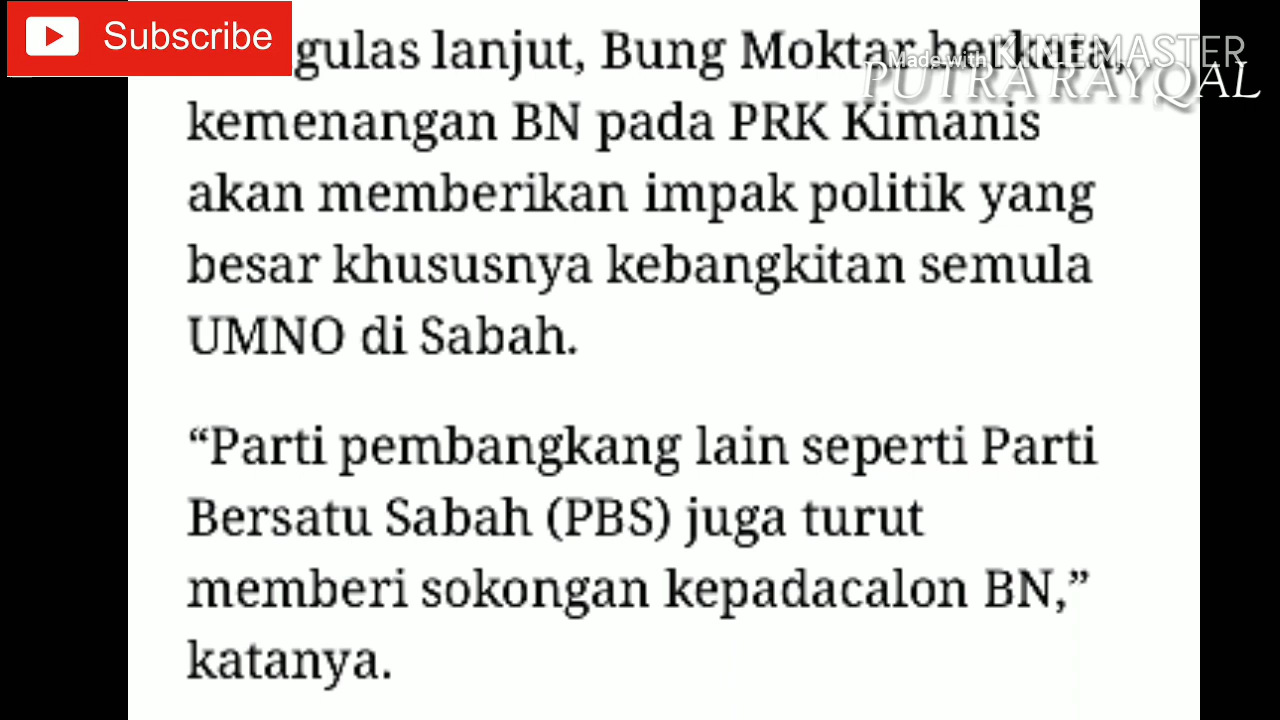 Subscribe
gulas lanjut, Bung Moktar berkata,
Made with KINEMASTER
PUTRA RAYQAL
kemenangan BN pada PRK Kimanis
akan memberikan impak politik yang
besar khususnya kebangkitan semula
UMNO di Sabah.
“Parti pembangkang lain seperti Parti
Bersatu Sabah (PBS) juga turut
memberi sokongan kepadacalon BN,”
katanya.